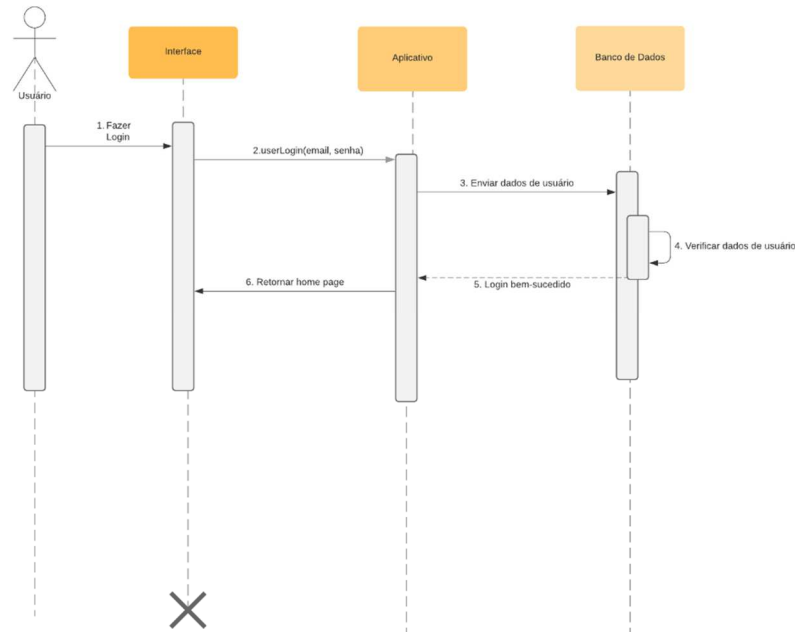 Interface
Aplicativo
Banco de Dados
Usuário
1. Fazer
Login
2.userLogin(email, senha)
3. Enviar dados de usuário
4. Verificar dados de usuário
5. Login bem-sucedido
6. Retornar home page